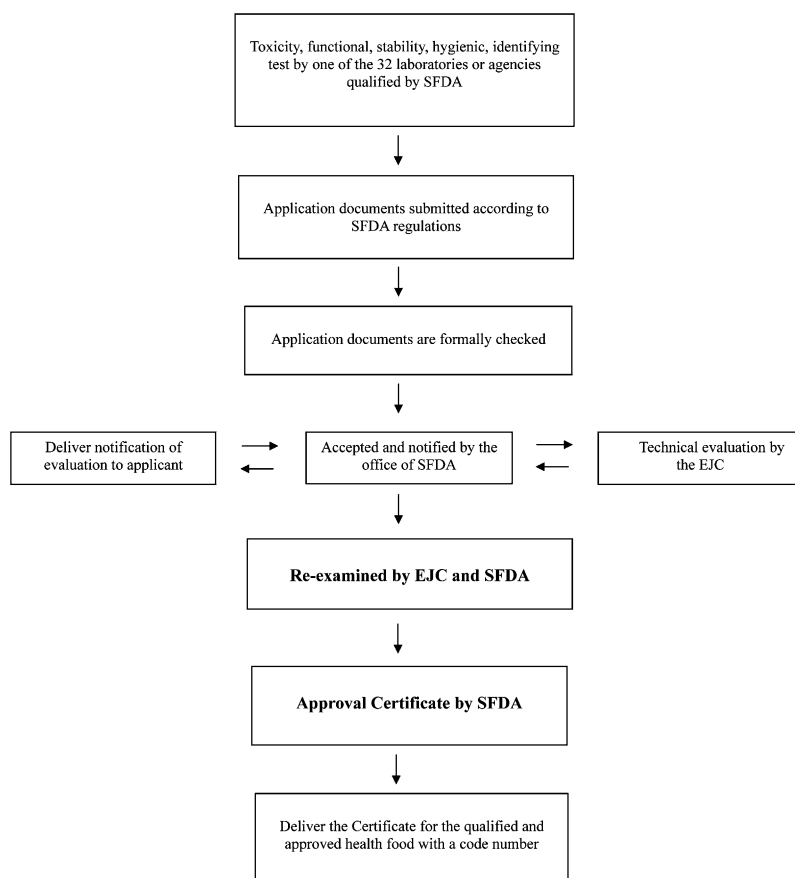 Toxicity, functional, stability, hygienic, identifying
test by one of the 32 laboratories or agencies
qualified by SFDA
Application documents submitted according to
SFDA regulations
Application documents are formally checked
Deliver notification of
evaluation to applicant
Accepted and notified by the
office of SFDA
Technical evaluation by
the EJC
Re-examined by EJC and SFDA
Approval Certificate by SFDA
Deliver the Certificate for the qualified and
approved health food with a code number